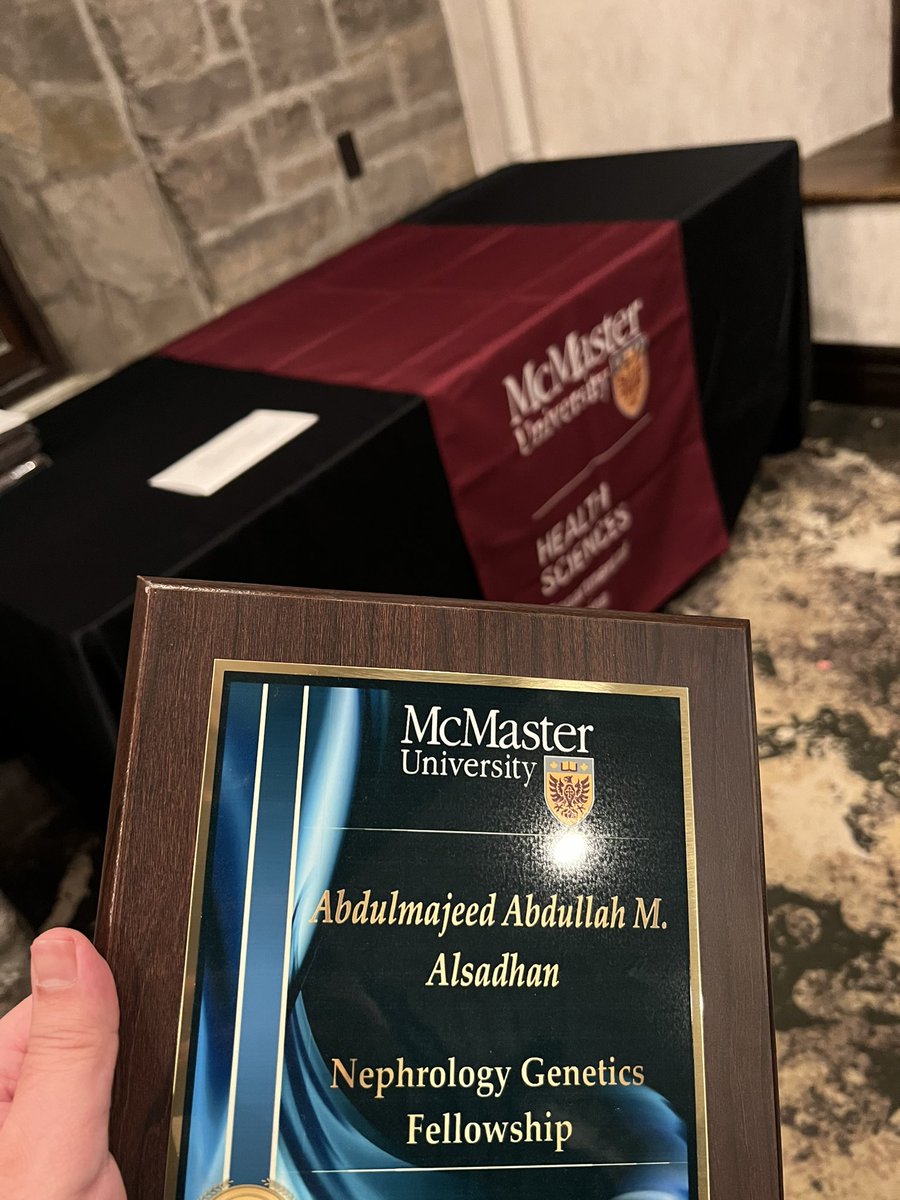 McMaster
University
HEALTH
SCIENCES
McMaster
University
Abdulmajeed Abdullah M.
Alsadhan
Nephrology Genetics
Fellowship